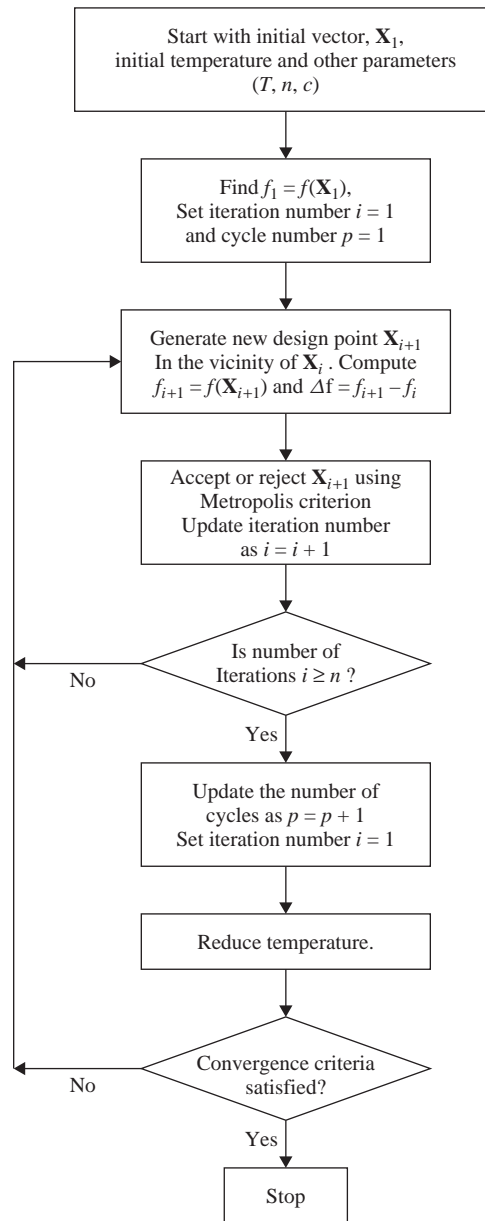 Start with initial vector, X₁,
initial temperature and other parameters
(T, n, c)
Find f₁ = f(X₁),
Set iteration number i = 1
and cycle number p = 1
Generate new design point Xᵢ₊₁
In the vicinity of Xᵢ . Compute
fᵢ₊₁ = f(Xᵢ₊₁) and Δf = fᵢ₊₁ – fᵢ
Accept or reject Xᵢ₊₁ using
Metropolis criterion
Update iteration number
as i = i + 1
Is number of
Iterations i ≥ n ?
No
Yes
Update the number of
cycles as p = p + 1
Set iteration number i = 1
Reduce temperature.
Convergence criteria
satisfied?
No
Yes
Stop